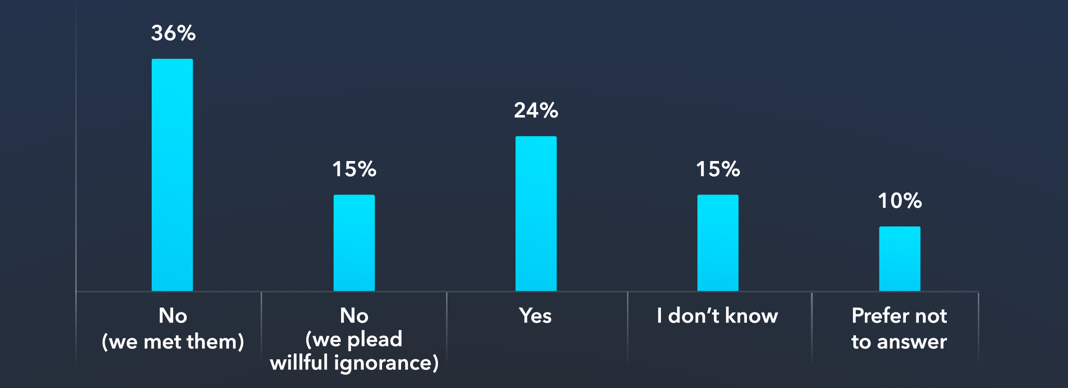 36%
24%
15%
15%
10%
No
(we met them)
No
(we plead
willful ignorance)
Yes
I don’t know
Prefer not
to answer